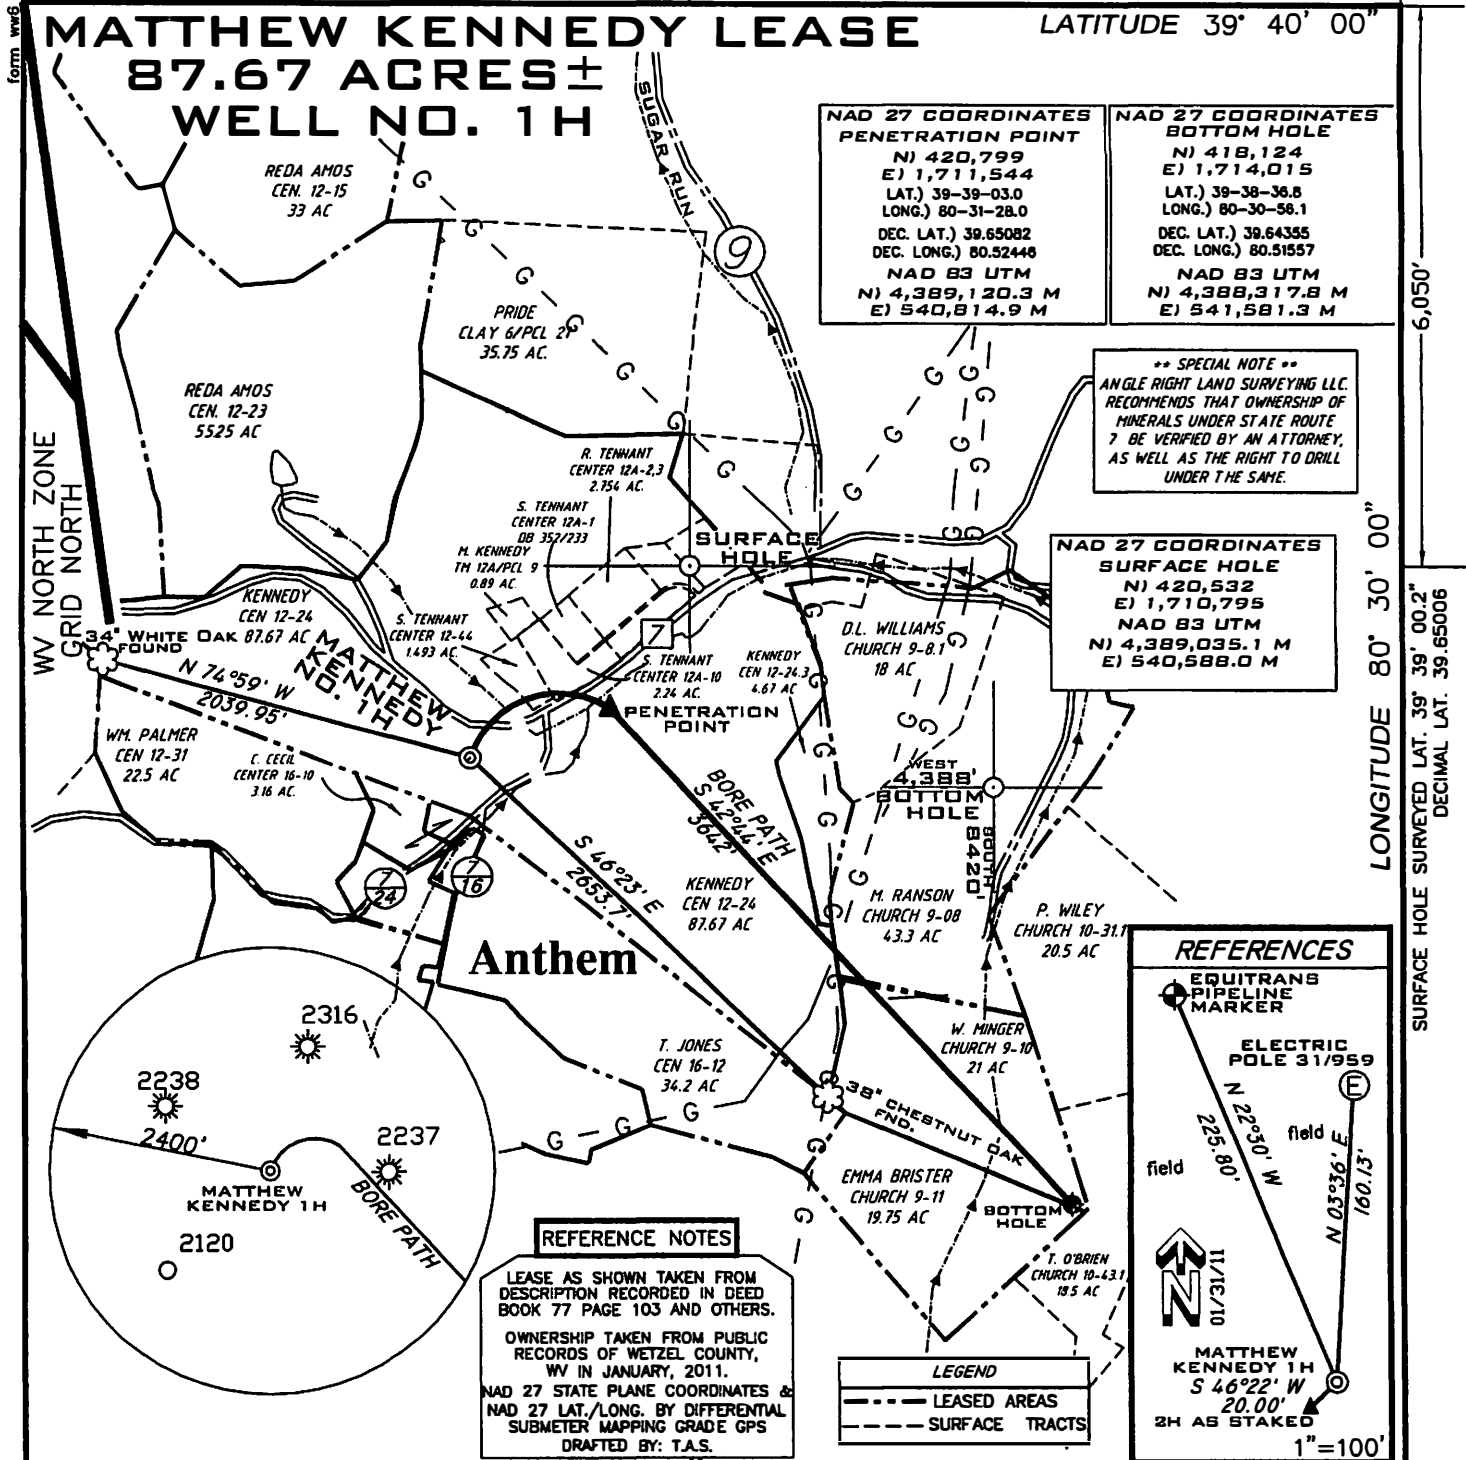 form ww6
MATTHEW KENNEDY LEASE
87.67 ACRES±
WELL NO. 1H
LATITUDE 39° 40' 00"
6,050'
NAD 27 COORDINATES
PENETRATION POINT
N) 420,799
E) 1,711,544
LAT.) 39-39-03.0
LONG.) 80-31-28.0
DEC. LAT.) 39.65082
DEC. LONG.) 80.52446
NAD 83 UTM
N) 4,389,120.3 M
E) 540,814.9 M
NAD 27 COORDINATES
BOTTOM HOLE
N) 418,124
E) 1,714,015
LAT.) 39-38-36.8
LONG.) 80-30-56.1
DEC. LAT.) 39.64355
DEC. LONG.) 80.51557
NAD 83 UTM
N) 4,388,317.8 M
E) 541,581.3 M
** SPECIAL NOTE **
ANGLE RIGHT LAND SURVEYING LLC.
RECOMMENDS THAT OWNERSHIP OF
MINERALS UNDER STATE ROUTE
7 BE VERIFIED BY AN ATTORNEY,
AS WELL AS THE RIGHT TO DRILL
UNDER THE SAME.
NAD 27 COORDINATES
SURFACE HOLE
N) 420,532
E) 1,710,795
NAD 83 UTM
N) 4,389,035.1 M
E) 540,588.0 M
LONGITUDE 80° 30' 00"
SURFACE HOLE SURVEYED LAT. 39° 39' 00.2"
DECIMAL LAT. 39.65006
WV NORTH ZONE
GRID NORTH
SUGAR RUN
9
REDA AMOS
CEN. 12-15
33 AC
PRIDE
CLAY 6/PCL 21
35.75 AC.
REDA AMOS
CEN. 12-23
55.25 AC
R. TENNANT
CENTER 12A-2,3
2.754 AC.
S. TENNANT
CENTER 12A-1
DB 352/233
M. KENNEDY
TM 12A/PCL 9
0.89 AC.
S. TENNANT
CENTER 12-44
1.493 AC.
SURFACE
HOLE
KENNEDY
CEN 12-24
87.67 AC
34" WHITE OAK
FOUND
N 74°59' W
2039.95'
MATTHEW
KENNEDY
NO. 1H
7
S. TENNANT
CENTER 12A-10
2.24 AC.
KENNEDY
CEN 12-24.3
4.67 AC
D.L. WILLIAMS
CHURCH 9-8.1
18 AC
PENETRATION
POINT
WM. PALMER
CEN 12-31
22.5 AC
C. CECIL
CENTER 16-10
3.16 AC.
WEST
4,388'
BOTTOM
HOLE
SOUTH
8420'
BORE PATH
S 42°44' E
3642'
S 46°23' E
2653.7'
KENNEDY
CEN 12-24
87.67 AC
M. RANSON
CHURCH 9-08
43.3 AC
P. WILEY
CHURCH 10-31.1
20.5 AC
7
24
7
16
Anthem
T. JONES
CEN 16-12
34.2 AC
W. MINGER
CHURCH 9-10
21 AC
38" CHESTNUT OAK
FND.
EMMA BRISTER
CHURCH 9-11
19.75 AC
BOTTOM
HOLE
T. O'BRIEN
CHURCH 10-43.1
18.5 AC
G G G G G G G G G G G G G G G G G G G G G G G G G G G G G G G G
2316
2238
2400'
2237
MATTHEW
KENNEDY 1H
BORE PATH
2120
REFERENCE NOTES
LEASE AS SHOWN TAKEN FROM
DESCRIPTION RECORDED IN DEED
BOOK 77 PAGE 103 AND OTHERS.
OWNERSHIP TAKEN FROM PUBLIC
RECORDS OF WETZEL COUNTY,
WV IN JANUARY, 2011.
NAD 27 STATE PLANE COORDINATES &
NAD 27 LAT./LONG. BY DIFFERENTIAL
SUBMETER MAPPING GRADE GPS
DRAFTED BY: T.A.S.
LEGEND
LEASED AREAS
SURFACE TRACTS
REFERENCES
EQUITRANS
PIPELINE
MARKER
ELECTRIC
POLE 31/959
E
N 22°30' W
225.80'
field
field
N 03°36' E
160.13'
N
01/31/11
MATTHEW
KENNEDY 1H
S 46°22' W
20.00'
2H AS STAKED
1"=100'